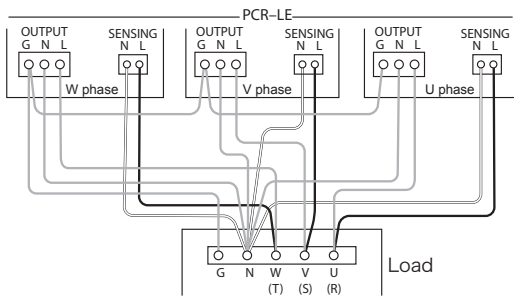 PCR–LE
OUTPUT
G N L
SENSING
N L
W phase
OUTPUT
G N L
SENSING
N L
V phase
OUTPUT
G N L
SENSING
N L
U phase
G N W V U
(T) (S) (R)
Load